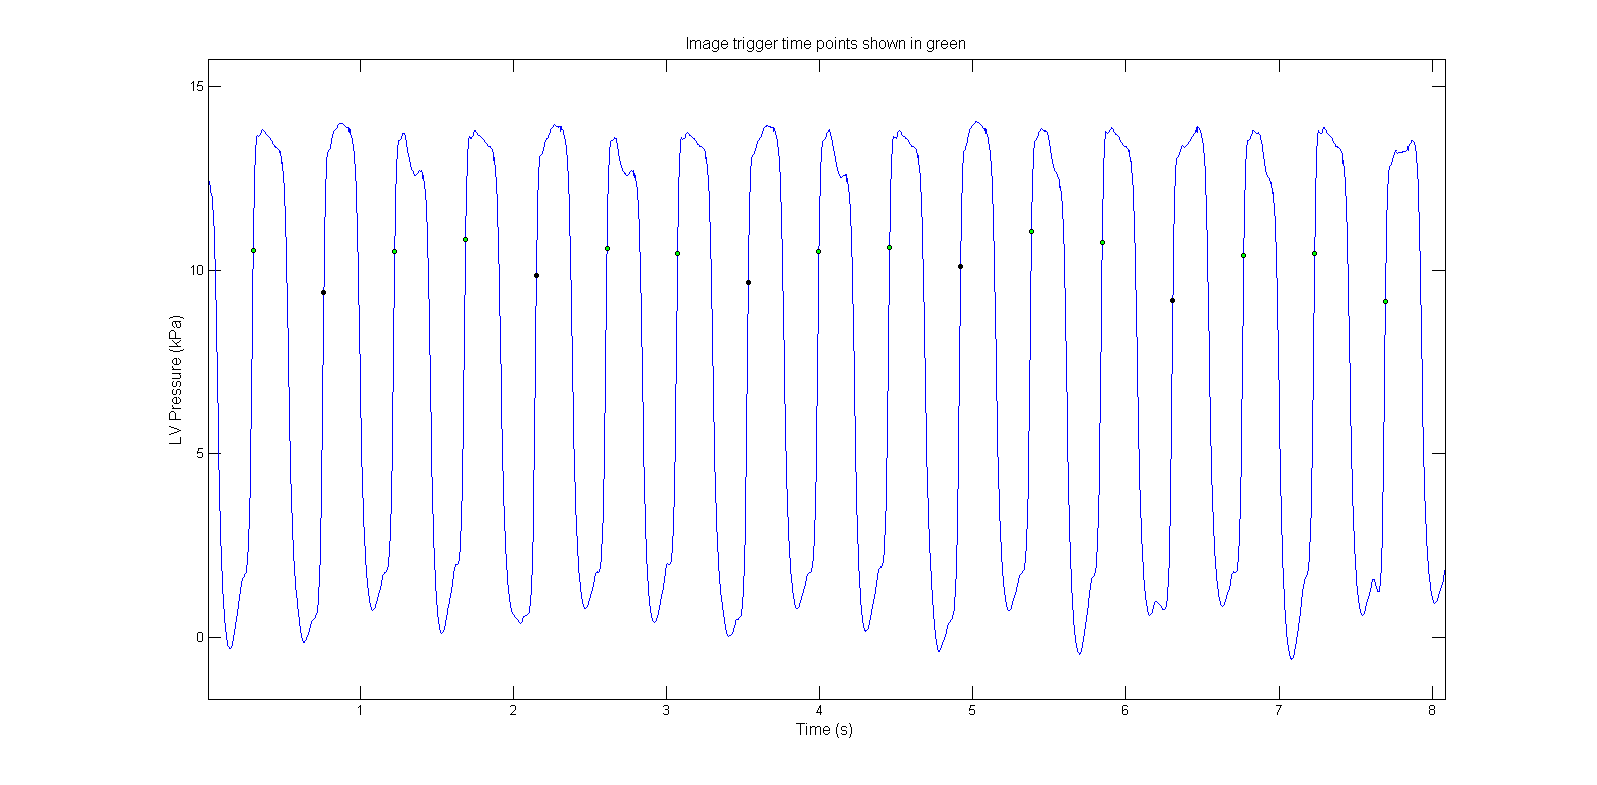 Image trigger time points shown in green
15
10
5
0
LV Pressure (kPa)
1 2 3 4 5 6 7 8
Time (s)